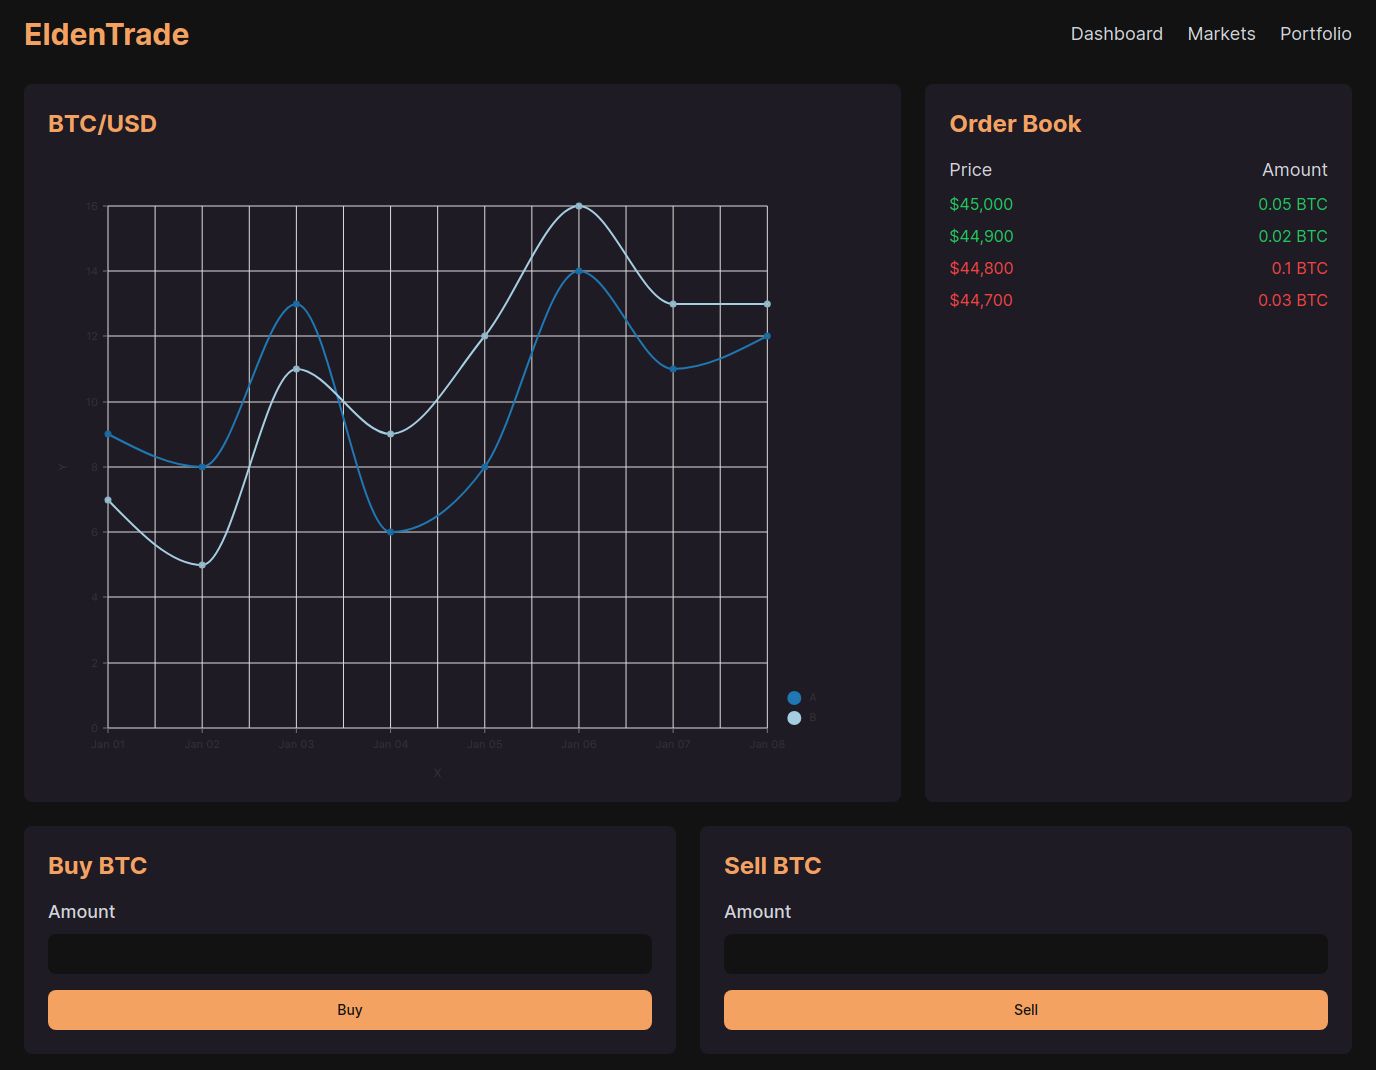 EldenTrade
Dashboard Markets Portfolio
BTC/USD
16
14
12
10
8
6
4
2
0
Y
Jan 01 Jan 02 Jan 03 Jan 04 Jan 05 Jan 06 Jan 07 Jan 08
X
A
B
Order Book
Price Amount
$45,000 0.05 BTC
$44,900 0.02 BTC
$44,800 0.1 BTC
$44,700 0.03 BTC
Buy BTC
Amount
Buy
Sell BTC
Amount
Sell